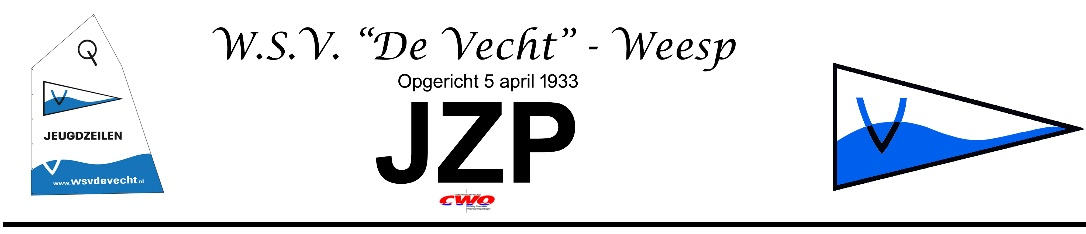 W.S.V. “De Vecht” - Weesp
Opgericht 5 april 1933
JZP
CWO
Q
JEUGDZEILEN
www.wsvdevecht.nl